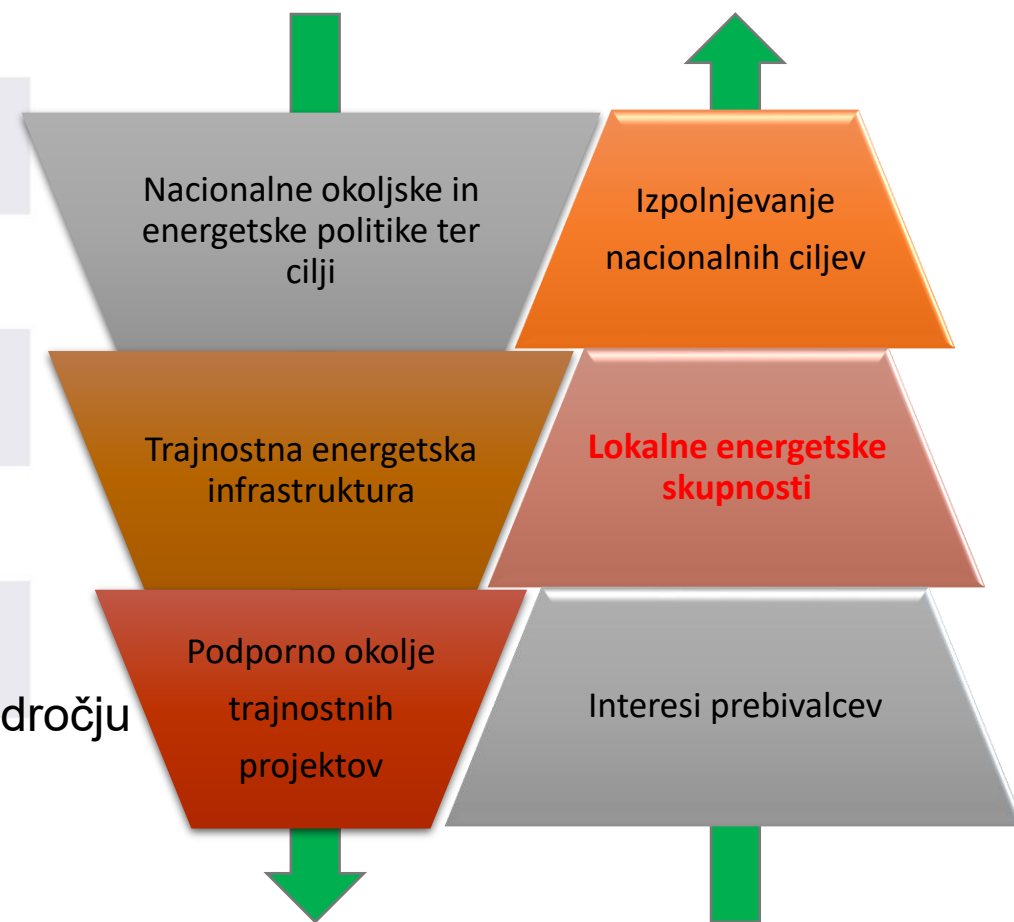 Nacionalne okoljske in
energetske politike ter
cilji
Trajnostna energetska
infrastruktura
Podporno okolje
trajnostnih
projektov
dročju
Izpolnjevanje
nacionalnih ciljev
Lokalne energetske
skupnosti
Interesi prebivalcev